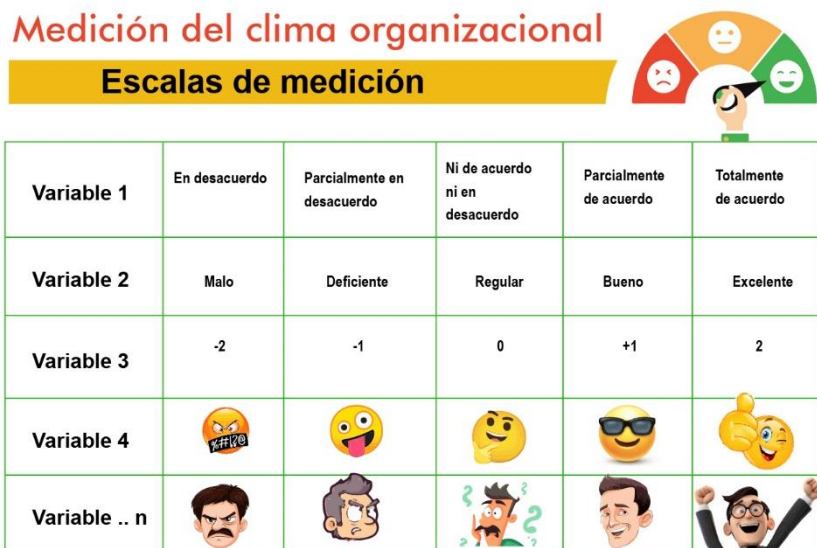 Medición del clima organizacional
Escalas de medición
Variable 1
En desacuerdo
Parcialmente en
desacuerdo
Ni de acuerdo
ni en
desacuerdo
Parcialmente
de acuerdo
Totalmente
de acuerdo
Variable 2
Malo
Deficiente
Regular
Bueno
Excelente
Variable 3
-2
-1
0
+1
2
Variable 4
%#!?@
Variable .. n
? ? ?